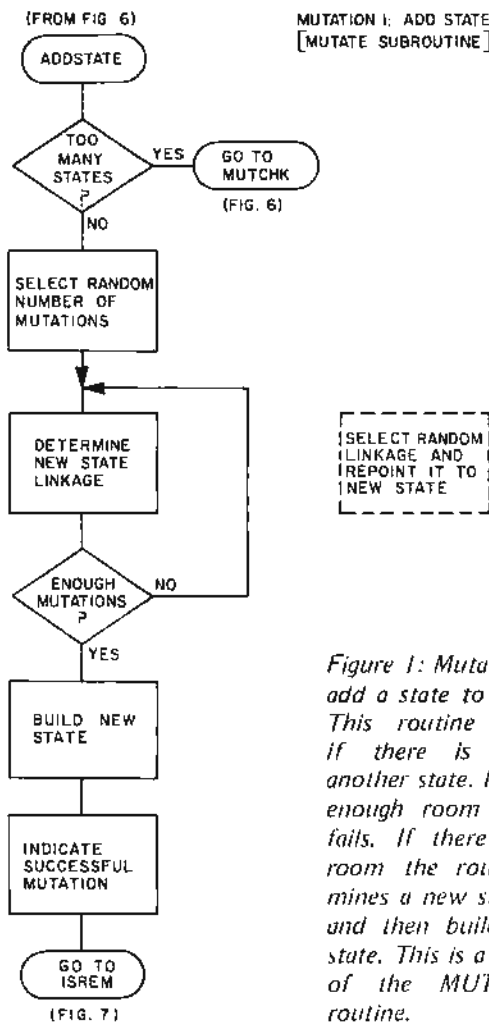 (FROM FIG 6)
ADDSTATE
MUTATION 1: ADD STATE
[MUTATE SUBROUTINE]
TOO
MANY
STATES
?
YES
GO TO
MUTCHK
(FIG. 6)
NO
SELECT RANDOM
NUMBER OF
MUTATIONS
DETERMINE
NEW STATE
LINKAGE
SELECT RANDOM
LINKAGE AND
REPOINT IT TO
NEW STATE
ENOUGH
MUTATIONS
?
NO
YES
BUILD NEW
STATE
INDICATE
SUCCESSFUL
MUTATION
GO TO
ISREM
(FIG. 7)
Figure 1: Muta
add a state to
This routine
if there is
another state. I
enough room
fails. If there
room the rou
mines a new s
and then buil
state. This is a
of the MUT
routine.